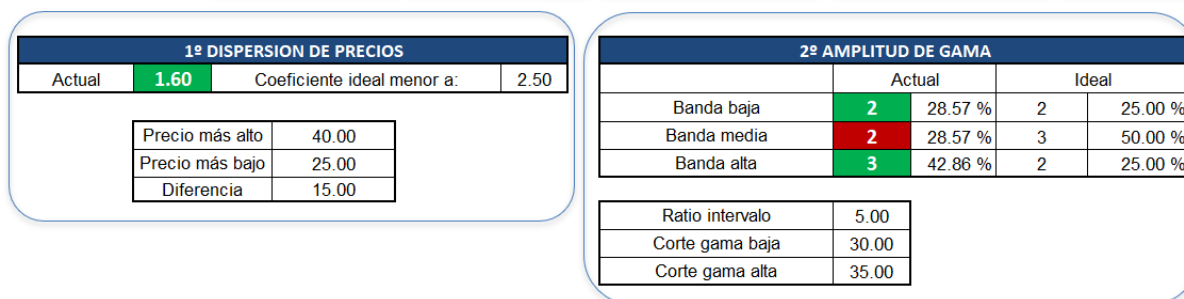 1º DISPERSION DE PRECIOS
Actual 1.60 Coeficiente ideal menor a: 2.50
Precio más alto 40.00
Precio más bajo 25.00
Diferencia 15.00
2º AMPLITUD DE GAMA
Actual Ideal
Banda baja 2 28.57 % 2 25.00 %
Banda media 2 28.57 % 3 50.00 %
Banda alta 3 42.86 % 2 25.00 %
Ratio intervalo 5.00
Corte gama baja 30.00
Corte gama alta 35.00